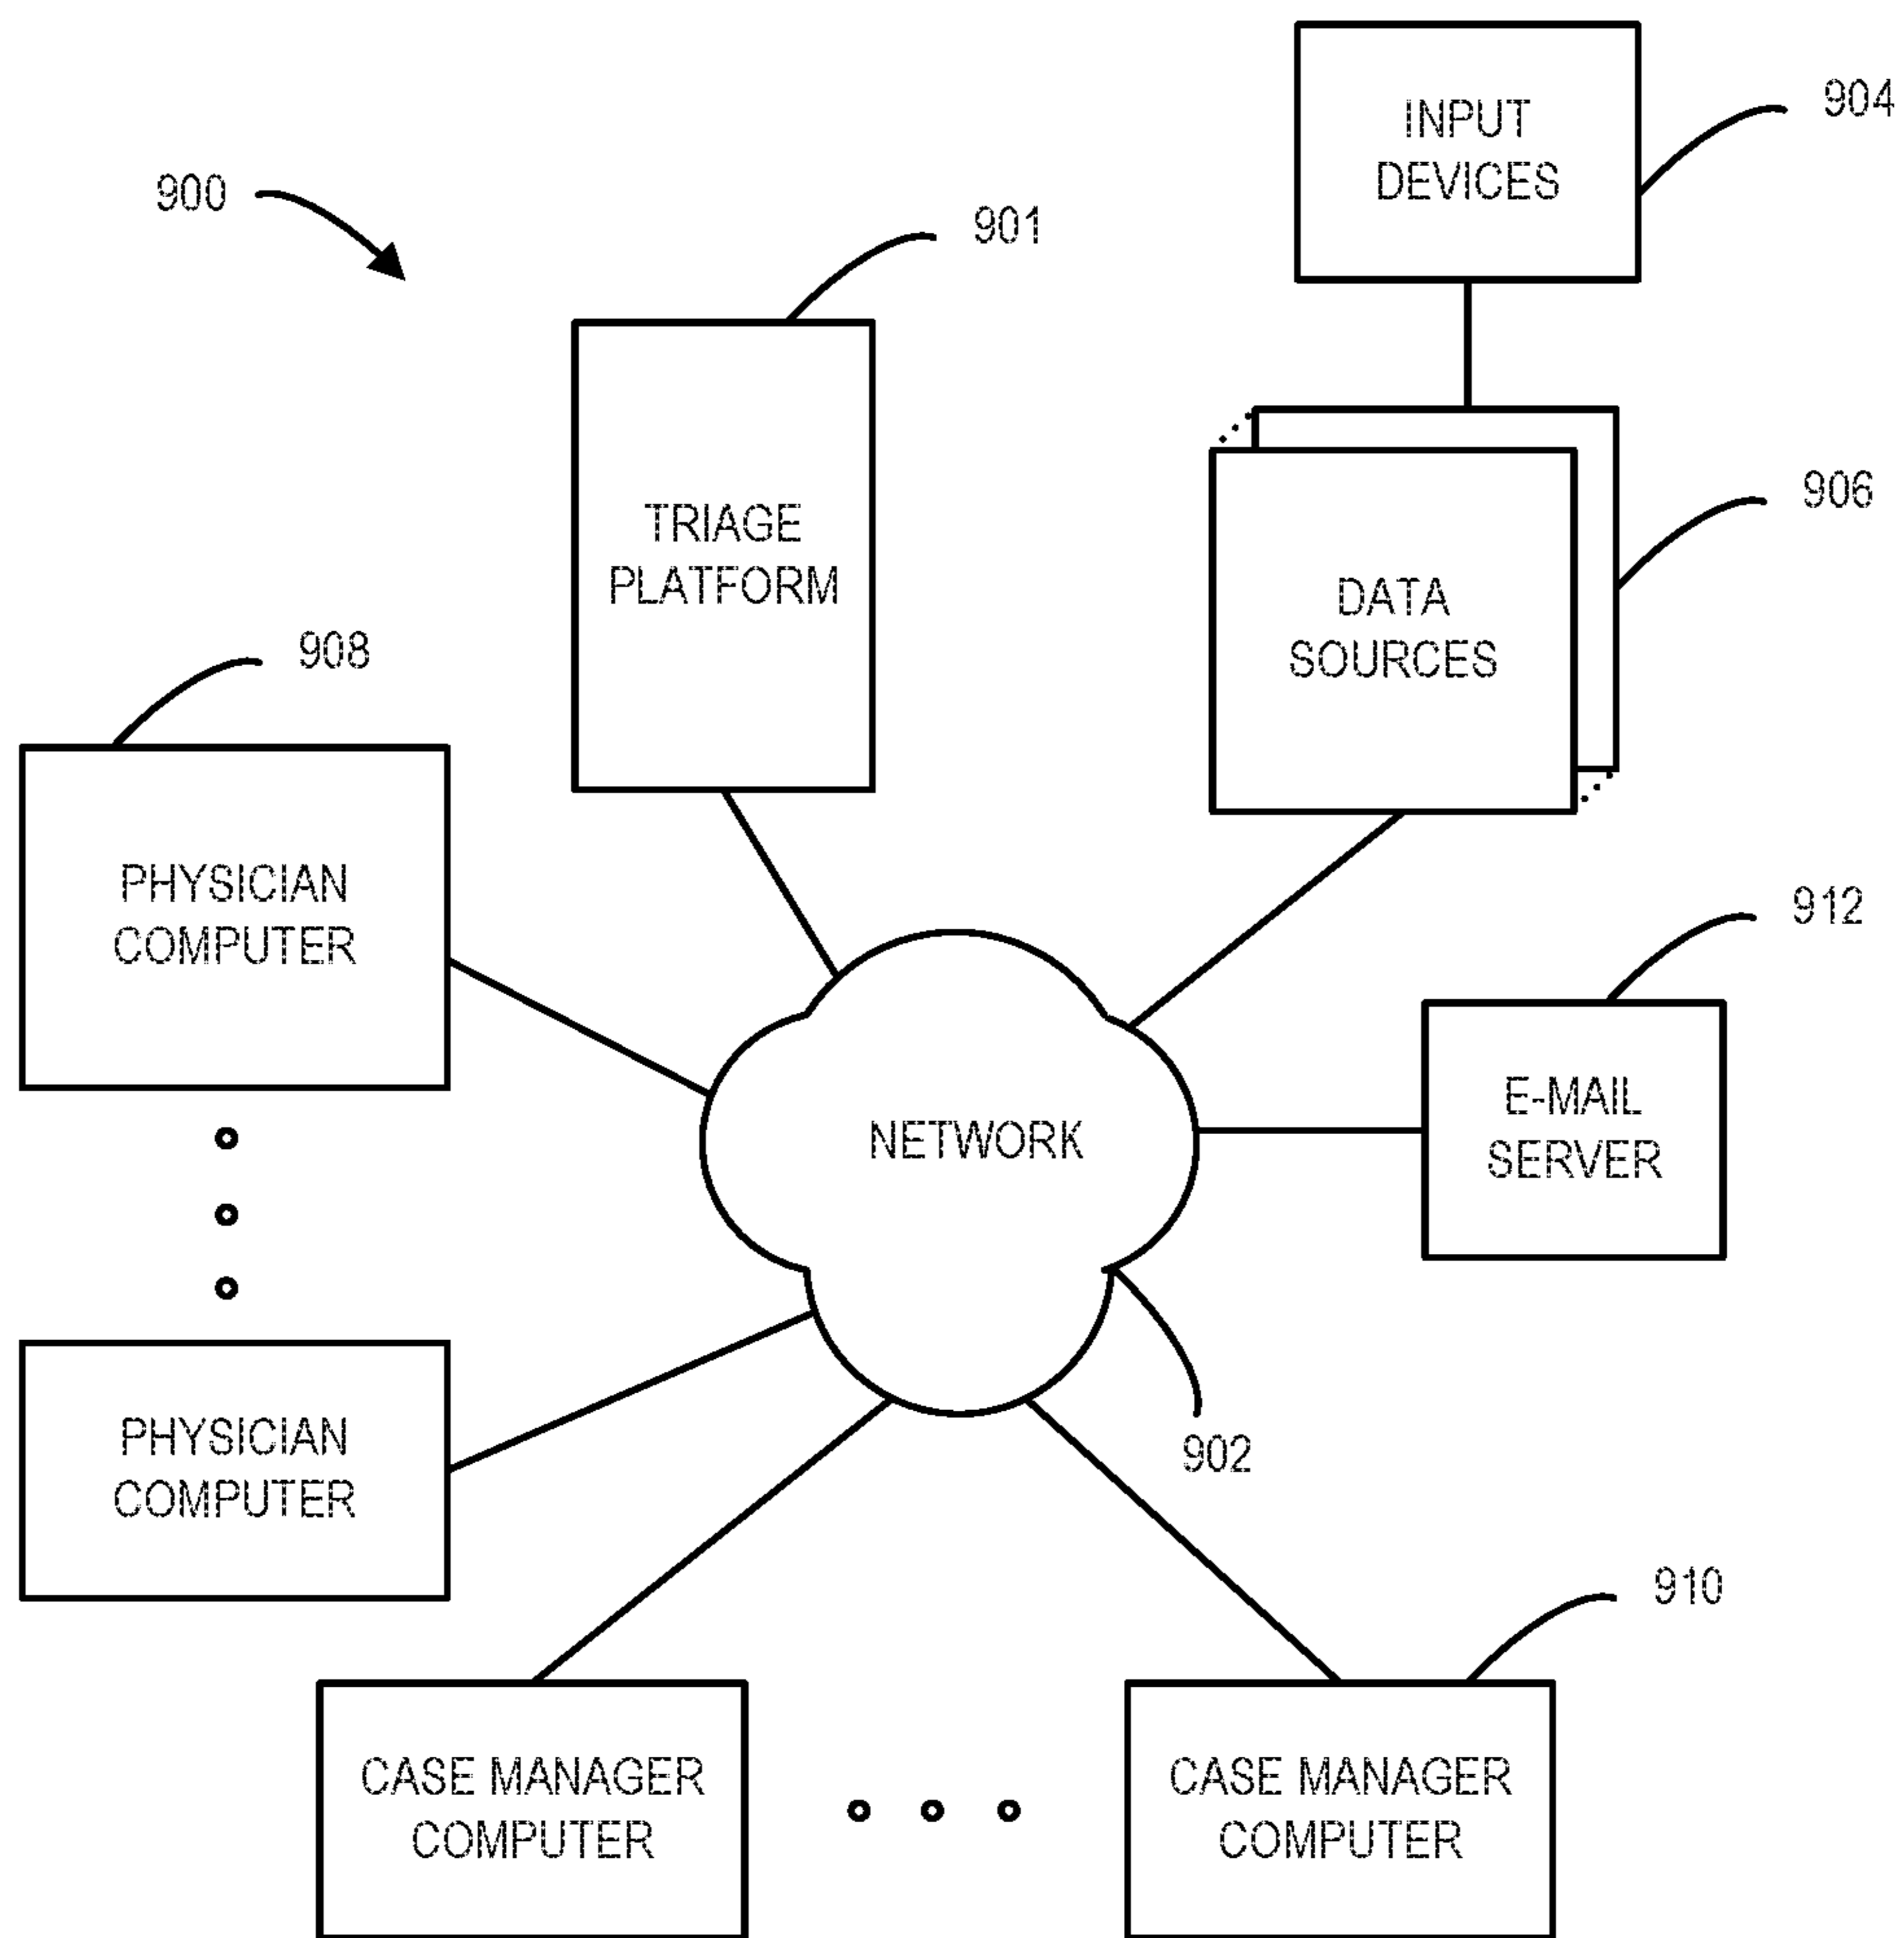 INPUT
DEVICES
904
900
901
TRIAGE
PLATFORM
906
DATA
SOURCES
908
PHYSICIAN
COMPUTER
912
E-MAIL
SERVER
NETWORK
PHYSICIAN
COMPUTER
902
910
CASE MANAGER
COMPUTER
CASE MANAGER
COMPUTER